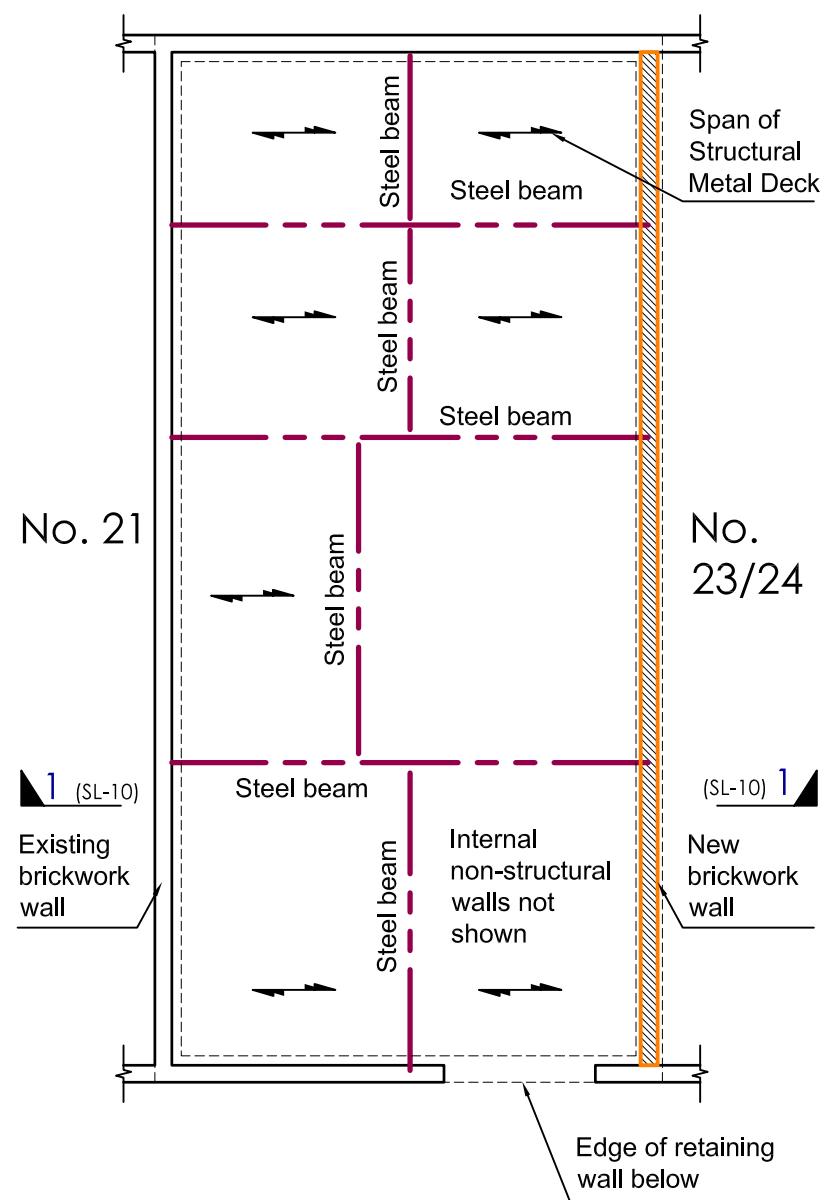 Steel beam
Span of
Structural
Metal Deck
Steel beam
Steel beam
Steel beam
No. 21
No.
23/24
Steel beam
1 (SL-10)
(SL-10) 1
Steel beam
Existing
brickwork
wall
Steel beam
Internal
non-structural
walls not
shown
New
brickwork
wall
Edge of retaining
wall below